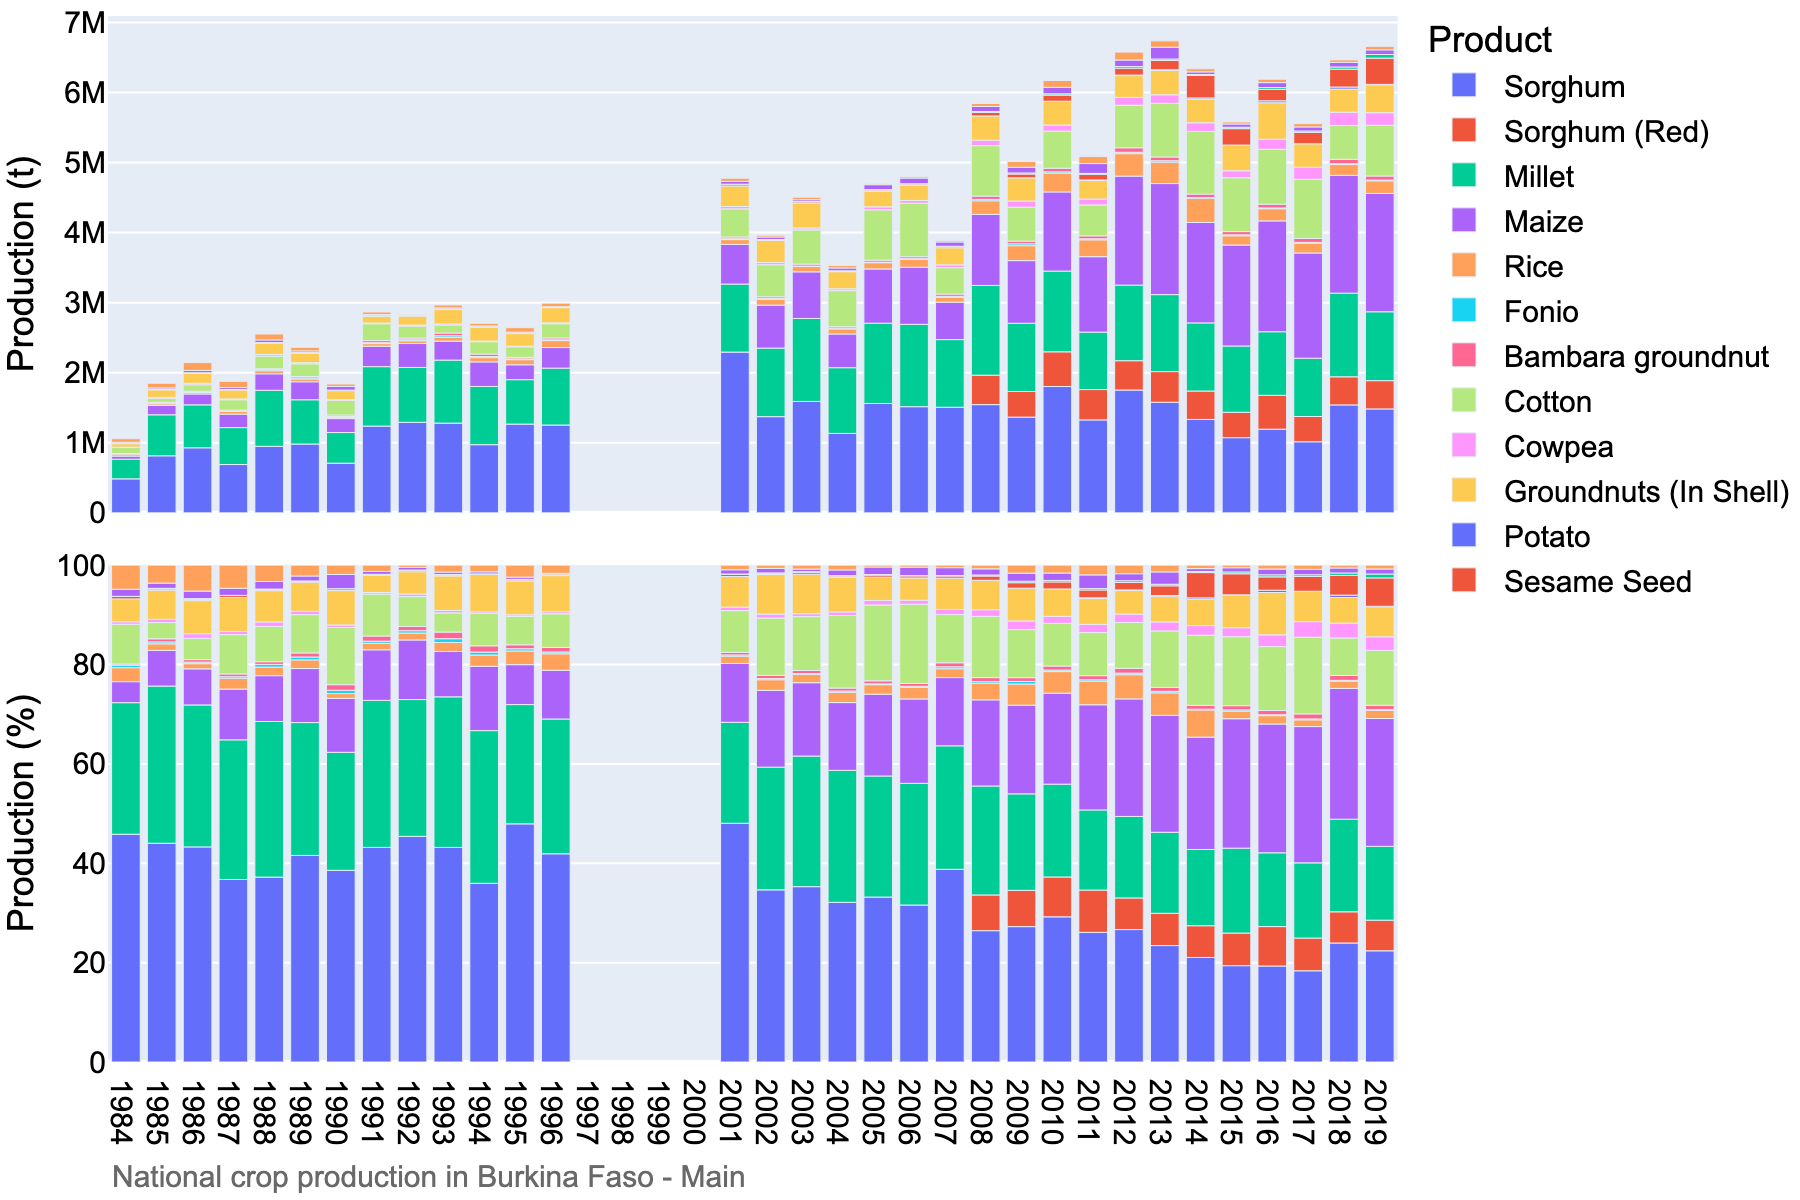 Production (t)
7M
6M
5M
4M
3M
2M
1M
0
Production (%)
100
80
60
40
20
0
1984 1985 1986 1987 1988 1989 1990 1991 1992 1993 1994 1995 1996 1997 1998 1999 2000 2001 2002 2003 2004 2005 2006 2007 2008 2009 2010 2011 2012 2013 2014 2015 2016 2017 2018 2019
National crop production in Burkina Faso - Main
Product
Sorghum
Sorghum (Red)
Millet
Maize
Rice
Fonio
Bambara groundnut
Cotton
Cowpea
Groundnuts (In Shell)
Potato
Sesame Seed